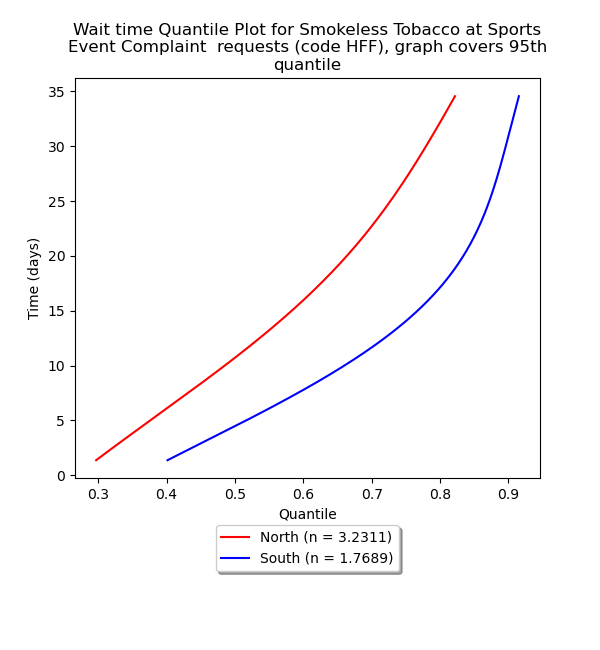 Wait time Quantile Plot for Smokeless Tobacco at Sports
Event Complaint  requests (code HFF), graph covers 95th
quantile
35
30
25
20
15
10
5
0
Time (days)
0.3 0.4 0.5 0.6 0.7 0.8 0.9
Quantile
North (n = 3.2311)
South (n = 1.7689)